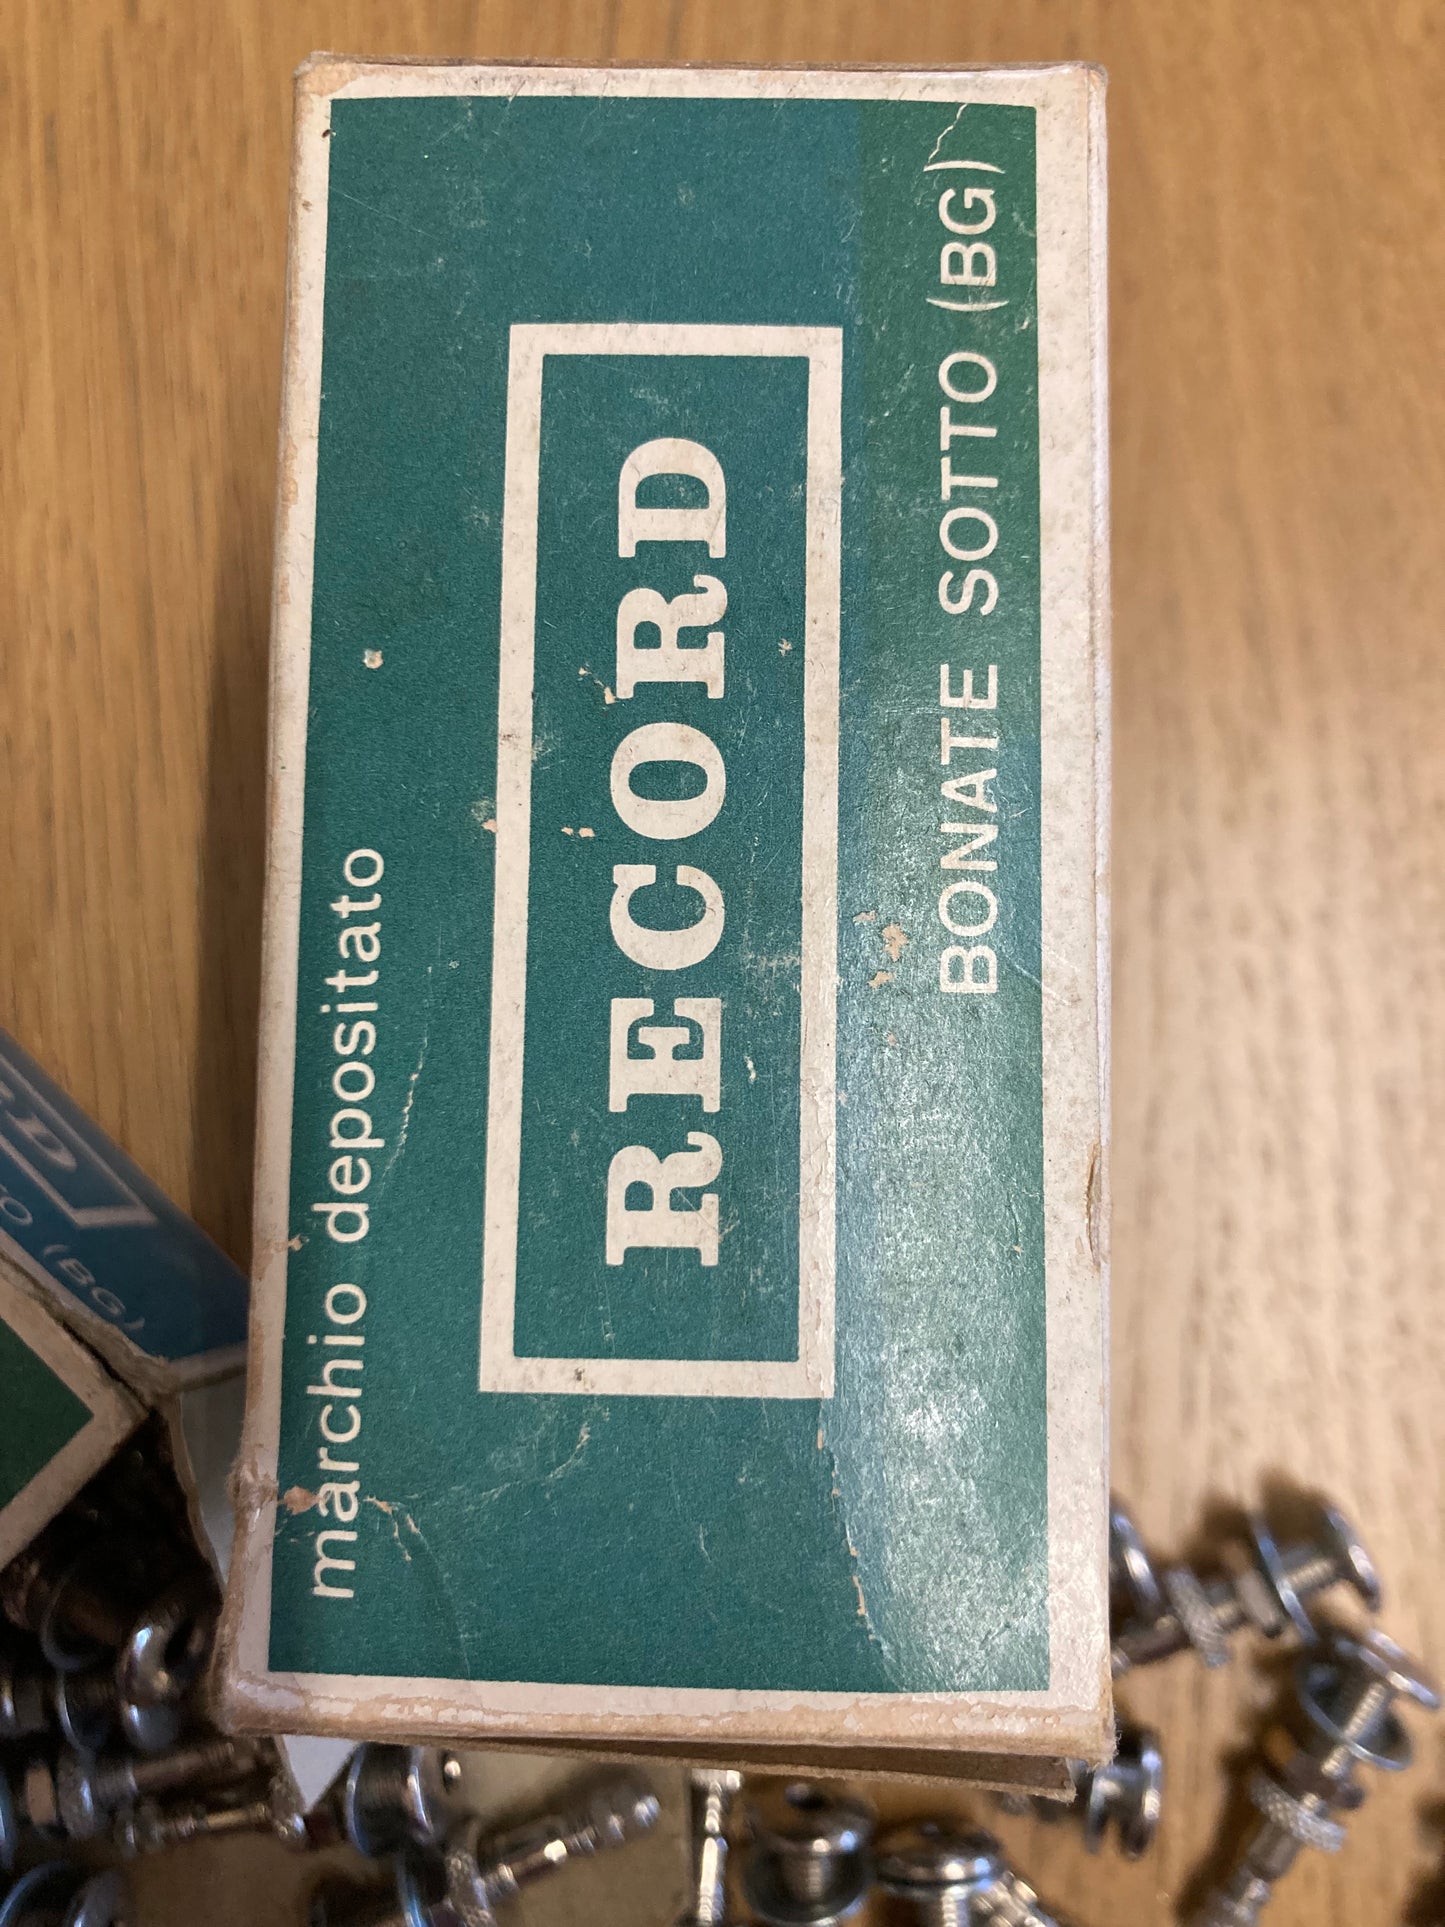 marchio depositato
RECORD
BONATE SOTTO (BG)
(BG)